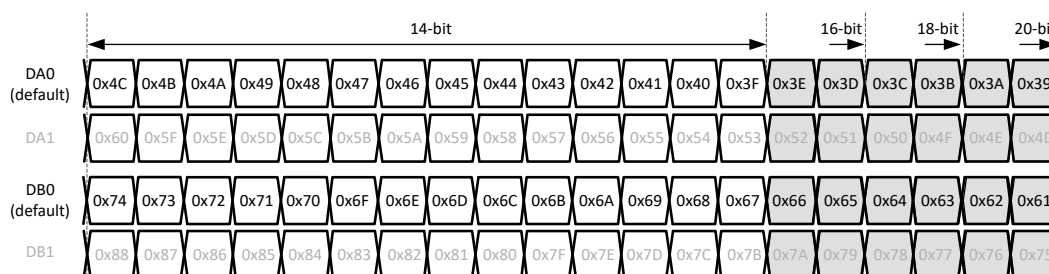 14-bit 16-bit 18-bit 20-bi
DA0 (default) 0x4C 0x4B 0x4A 0x49 0x48 0x47 0x46 0x45 0x44 0x43 0x42 0x41 0x40 0x3F 0x3E 0x3D 0x3C 0x3B 0x3A 0x39
DA1 0x60 0x5F 0x5E 0x5D 0x5C 0x5B 0x5A 0x59 0x58 0x57 0x56 0x55 0x54 0x53 0x52 0x51 0x50 0x4F 0x4E 0x4D
DB0 (default) 0x74 0x73 0x72 0x71 0x70 0x6F 0x6E 0x6D 0x6C 0x6B 0x6A 0x69 0x68 0x67 0x66 0x65 0x64 0x63 0x62 0x61
DB1 0x88 0x87 0x86 0x85 0x84 0x83 0x82 0x81 0x80 0x7F 0x7E 0x7D 0x7C 0x7B 0x7A 0x79 0x78 0x77 0x76 0x75